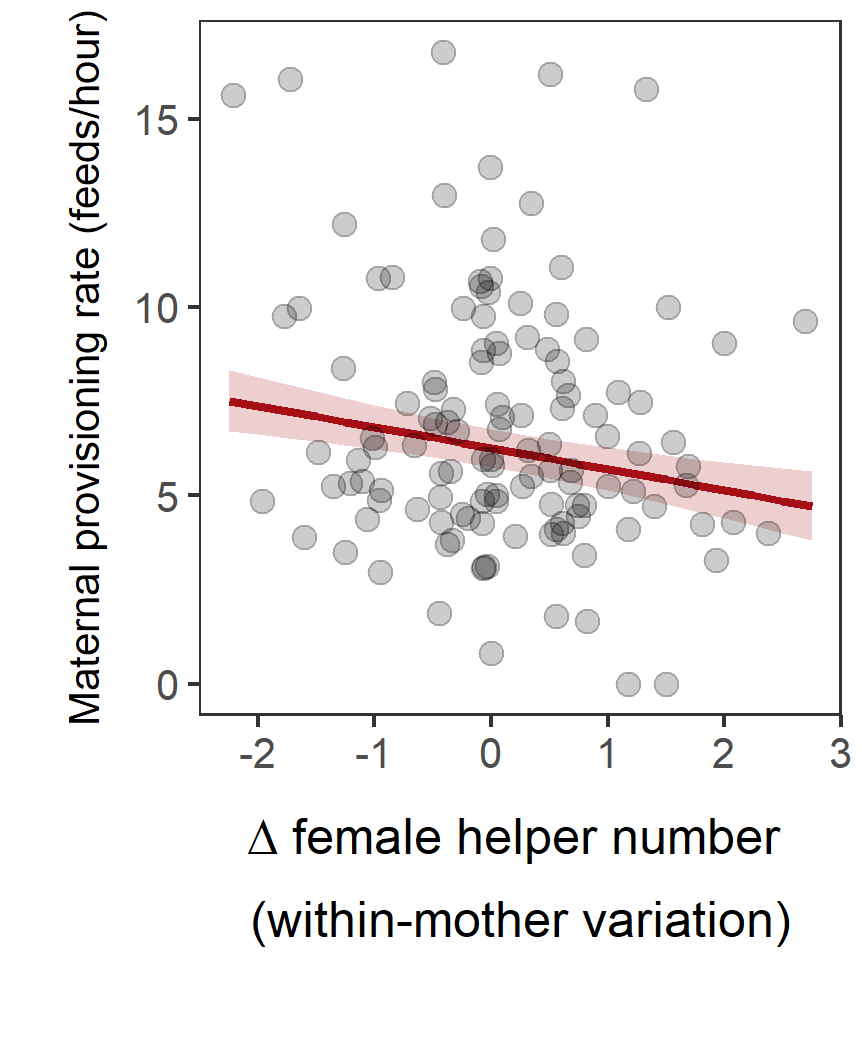 Maternal provisioning rate (feeds/hour)
15
10
5
0
-2 -1 0 1 2 3
Δ female helper number
(within-mother variation)